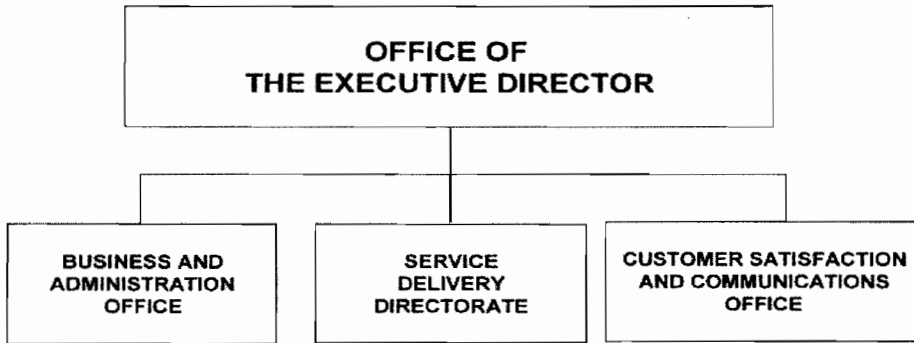 OFFICE OF
THE EXECUTIVE DIRECTOR
BUSINESS AND
ADMINISTRATION
OFFICE
SERVICE
DELIVERY
DIRECTORATE
CUSTOMER SATISFACTION
AND COMMUNICATIONS
OFFICE